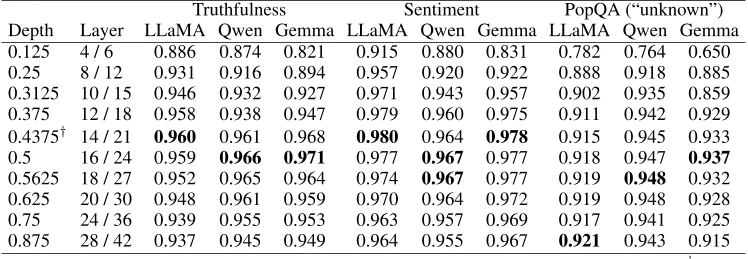 Truthfulness Sentiment PopQA (“unknown”)
Depth Layer LLaMA Qwen Gemma LLaMA Qwen Gemma LLaMA Qwen Gemma
0.125 4 / 6 0.886 0.874 0.821 0.915 0.880 0.831 0.782 0.764 0.650
0.25 8 / 12 0.931 0.916 0.894 0.957 0.920 0.922 0.888 0.918 0.885
0.3125 10 / 15 0.946 0.932 0.927 0.971 0.943 0.957 0.902 0.935 0.859
0.375 12 / 18 0.958 0.938 0.947 0.979 0.960 0.975 0.911 0.942 0.929
0.4375† 14 / 21 0.960 0.961 0.968 0.980 0.964 0.978 0.915 0.945 0.933
0.5 16 / 24 0.959 0.966 0.971 0.977 0.967 0.977 0.918 0.947 0.937
0.5625 18 / 27 0.952 0.965 0.964 0.974 0.967 0.977 0.919 0.948 0.932
0.625 20 / 30 0.948 0.961 0.959 0.970 0.964 0.972 0.919 0.948 0.928
0.75 24 / 36 0.939 0.955 0.953 0.963 0.957 0.969 0.917 0.941 0.925
0.875 28 / 42 0.937 0.945 0.949 0.964 0.955 0.967 0.921 0.943 0.915